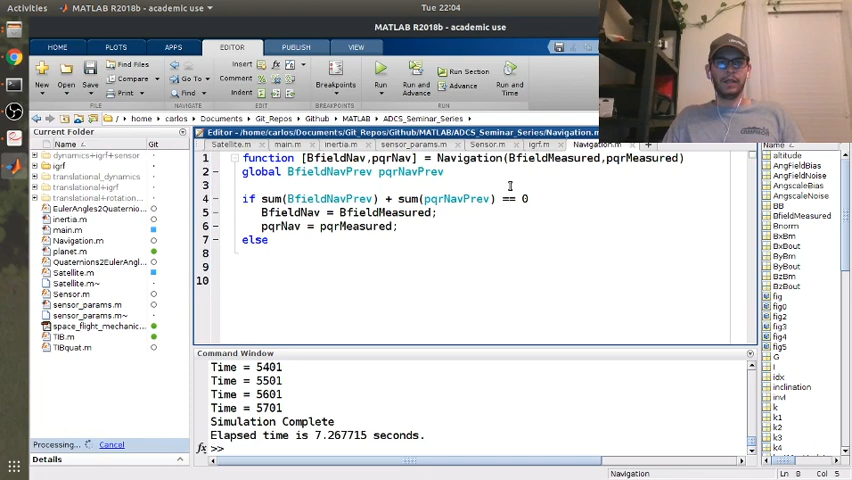 Activities
MATLAB R2018b - academic use
Tue 22:04
MATLAB R2018b - academic use
HOME
PLOTS
APPS
EDITOR
PUBLISH
VIEW
New
Open
Save
Find Files
Compare
Print
Go To
Find
Insert
Comment
Indent
Breakpoints
Run
Run and
Advance
Run Section
Advance
Run and
Time
FILE
NAVIGATE
EDIT
BREAKPOINTS
RUN
/ home carlos Documents Git_Repos Github MATLAB ADCS_Seminar_Series
Current Folder
Name
Git
dynamics+igrf+sensor
igrf
translational_dynamics
translational+igrf
translational+rotation...
EulerAngles2Quaternio...
inertia.m
main.m
Navigation.m
planet.m
Quaternions2EulerAngl...
Satellite.m
Satellite.m~
Sensor.m
sensor_params.m
sensor_params.m~
space_flight_mechanic...
TIB.m
TIBquat.m
Processing...
Cancel
Details
Editor - /home/carlos/Documents/Git_Repos/Github/MATLAB/ADCS_Seminar_Series/Navigation.m
Satellite.m
main.m
inertia.m
sensor_params.m
Sensor.m
igrf.m
Navigation.m
1 function [BfieldNav,pqrNav] = Navigation(BfieldMeasured,pqrMeasured)
2 global BfieldNavPrev pqrNavPrev
3
4 if sum(BfieldNavPrev) + sum(pqrNavPrev) == 0
5 BfieldNav = BfieldMeasured;
6 pqrNav = pqrMeasured;
7 else
8
9
10
Command Window
Time = 5401
Time = 5501
Time = 5601
Time = 5701
Simulation Complete
Elapsed time is 7.267715 seconds.
fx >>
altitude
AngFieldBias
AngFieldNoise
AngscaleBias
AngscaleNoise
BB
BfieldMeasured
Bnorm
BxBm
BxBout
ByBm
ByBout
BzBm
BzBout
fig
fig0
fig2
fig3
fig4
fig5
G
I
idx
inclination
invI
k
k1
k2
k3
k4
Navigation
Ln 8 Col 5